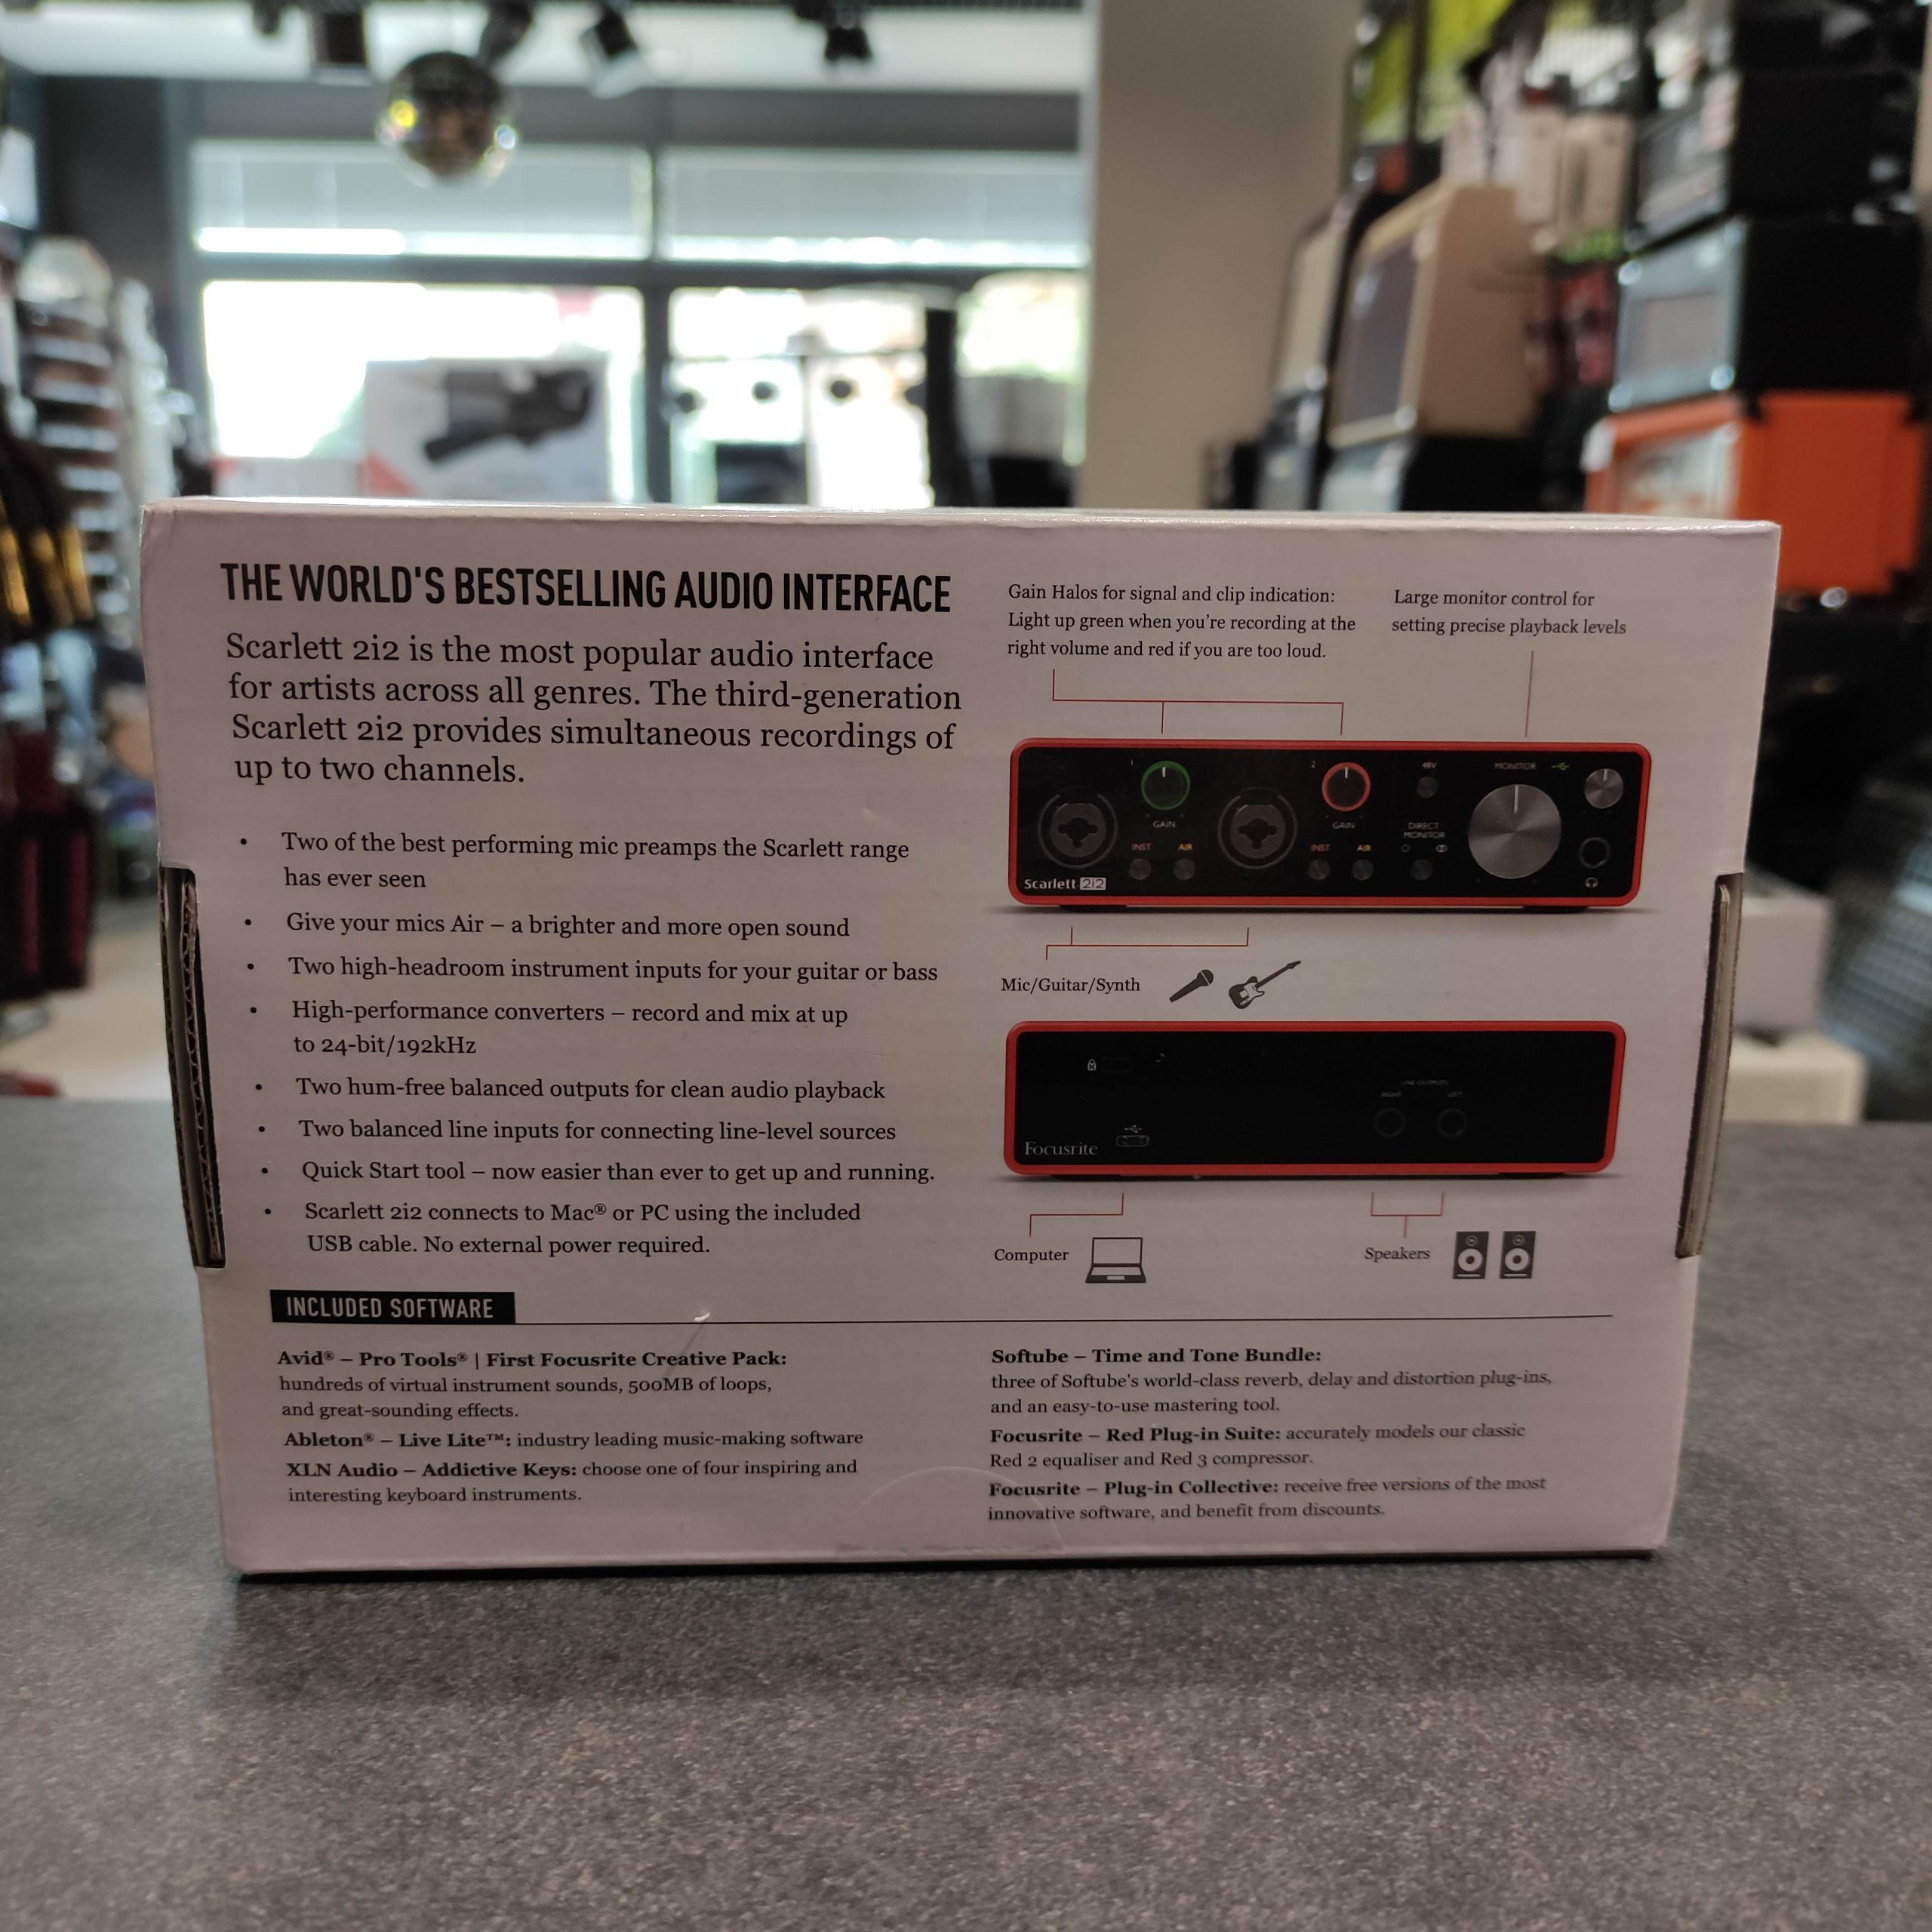 THE WORLD'S BESTSELLING AUDIO INTERFACE
Scarlett 2i2 is the most popular audio interface
for artists across all genres. The third-generation
Scarlett 2i2 provides simultaneous recordings of
up to two channels.
• Two of the best performing mic preamps the Scarlett range
has ever seen
• Give your mics Air – a brighter and more open sound
• Two high-headroom instrument inputs for your guitar or bass
• High-performance converters – record and mix at up
to 24-bit/192kHz
• Two hum-free balanced outputs for clean audio playback
• Two balanced line inputs for connecting line-level sources
• Quick Start tool – now easier than ever to get up and running.
• Scarlett 2i2 connects to Mac® or PC using the included
USB cable. No external power required.
Gain Halos for signal and clip indication:
Light up green when you're recording at the
right volume and red if you are too loud.
Large monitor control for
setting precise playback levels
1 2 48V MONITOR
GAIN GAIN DIRECT
MONITOR
INST AIR INST AIR
Scarlett 2i2
Mic/Guitar/Synth
LINE OUTPUTS
RIGHT LEFT
Focusrite
Computer
Speakers
INCLUDED SOFTWARE
Avid® – Pro Tools® | First Focusrite Creative Pack:
hundreds of virtual instrument sounds, 500MB of loops,
and great-sounding effects.
Ableton® – Live Lite™: industry leading music-making software
XLN Audio – Addictive Keys: choose one of four inspiring and
interesting keyboard instruments.
Softube – Time and Tone Bundle:
three of Softube's world-class reverb, delay and distortion plug-ins,
and an easy-to-use mastering tool.
Focusrite – Red Plug-in Suite: accurately models our classic
Red 2 equaliser and Red 3 compressor.
Focusrite – Plug-in Collective: receive free versions of the most
innovative software, and benefit from discounts.